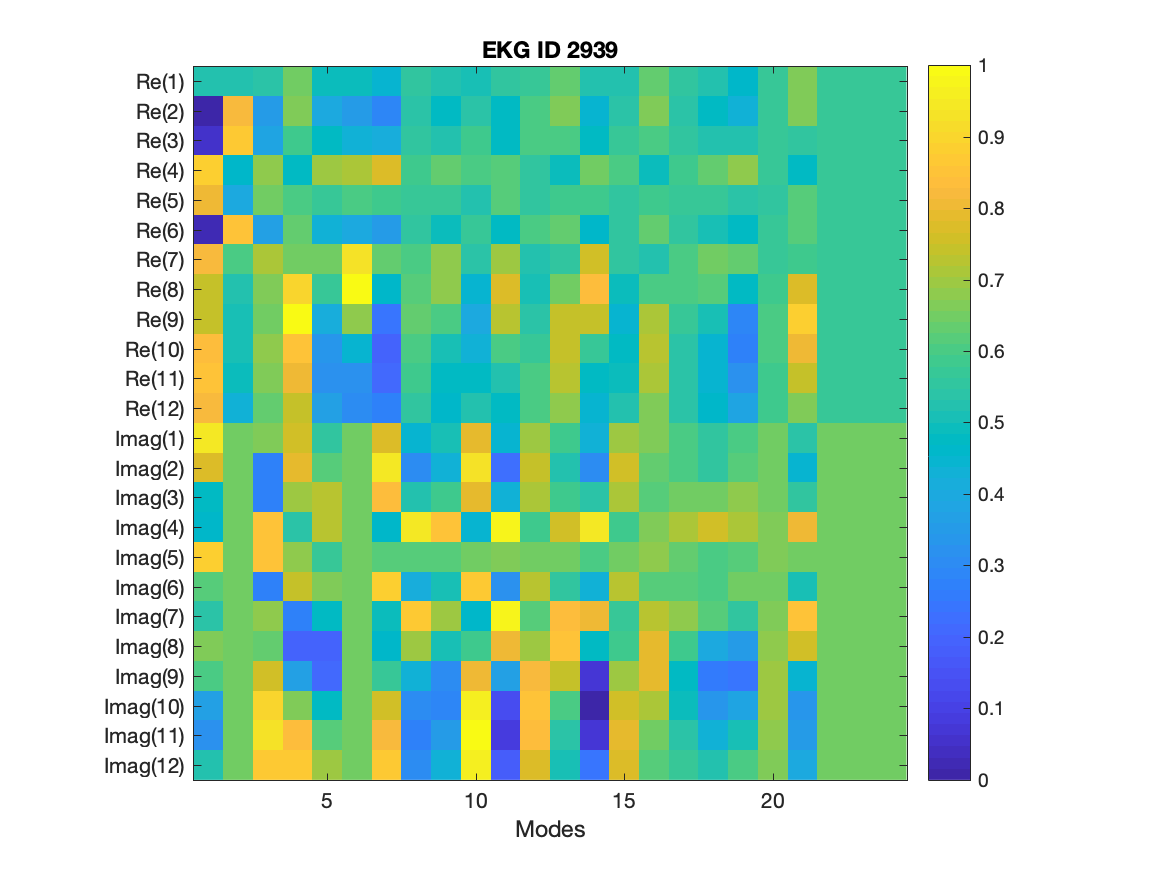 EKG ID 2939
Re(1)
Re(2)
Re(3)
Re(4)
Re(5)
Re(6)
Re(7)
Re(8)
Re(9)
Re(10)
Re(11)
Re(12)
Imag(1)
Imag(2)
Imag(3)
Imag(4)
Imag(5)
Imag(6)
Imag(7)
Imag(8)
Imag(9)
Imag(10)
Imag(11)
Imag(12)
5 10 15 20
Modes
1
0.9
0.8
0.7
0.6
0.5
0.4
0.3
0.2
0.1
0